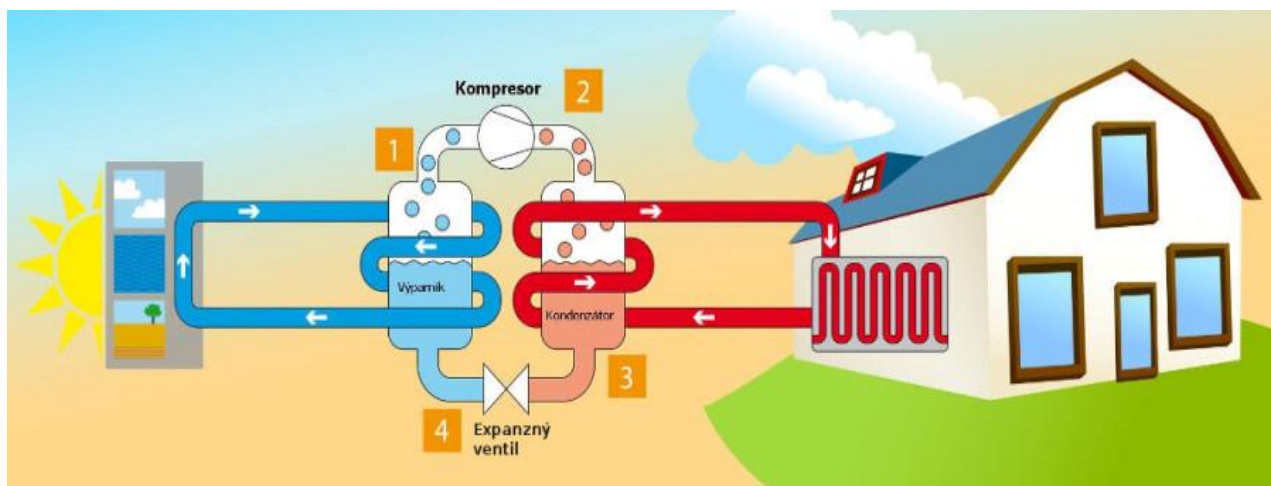 Kompresor
2
1
Výparník
Kondenzátor
3
4
Expanzný
ventil